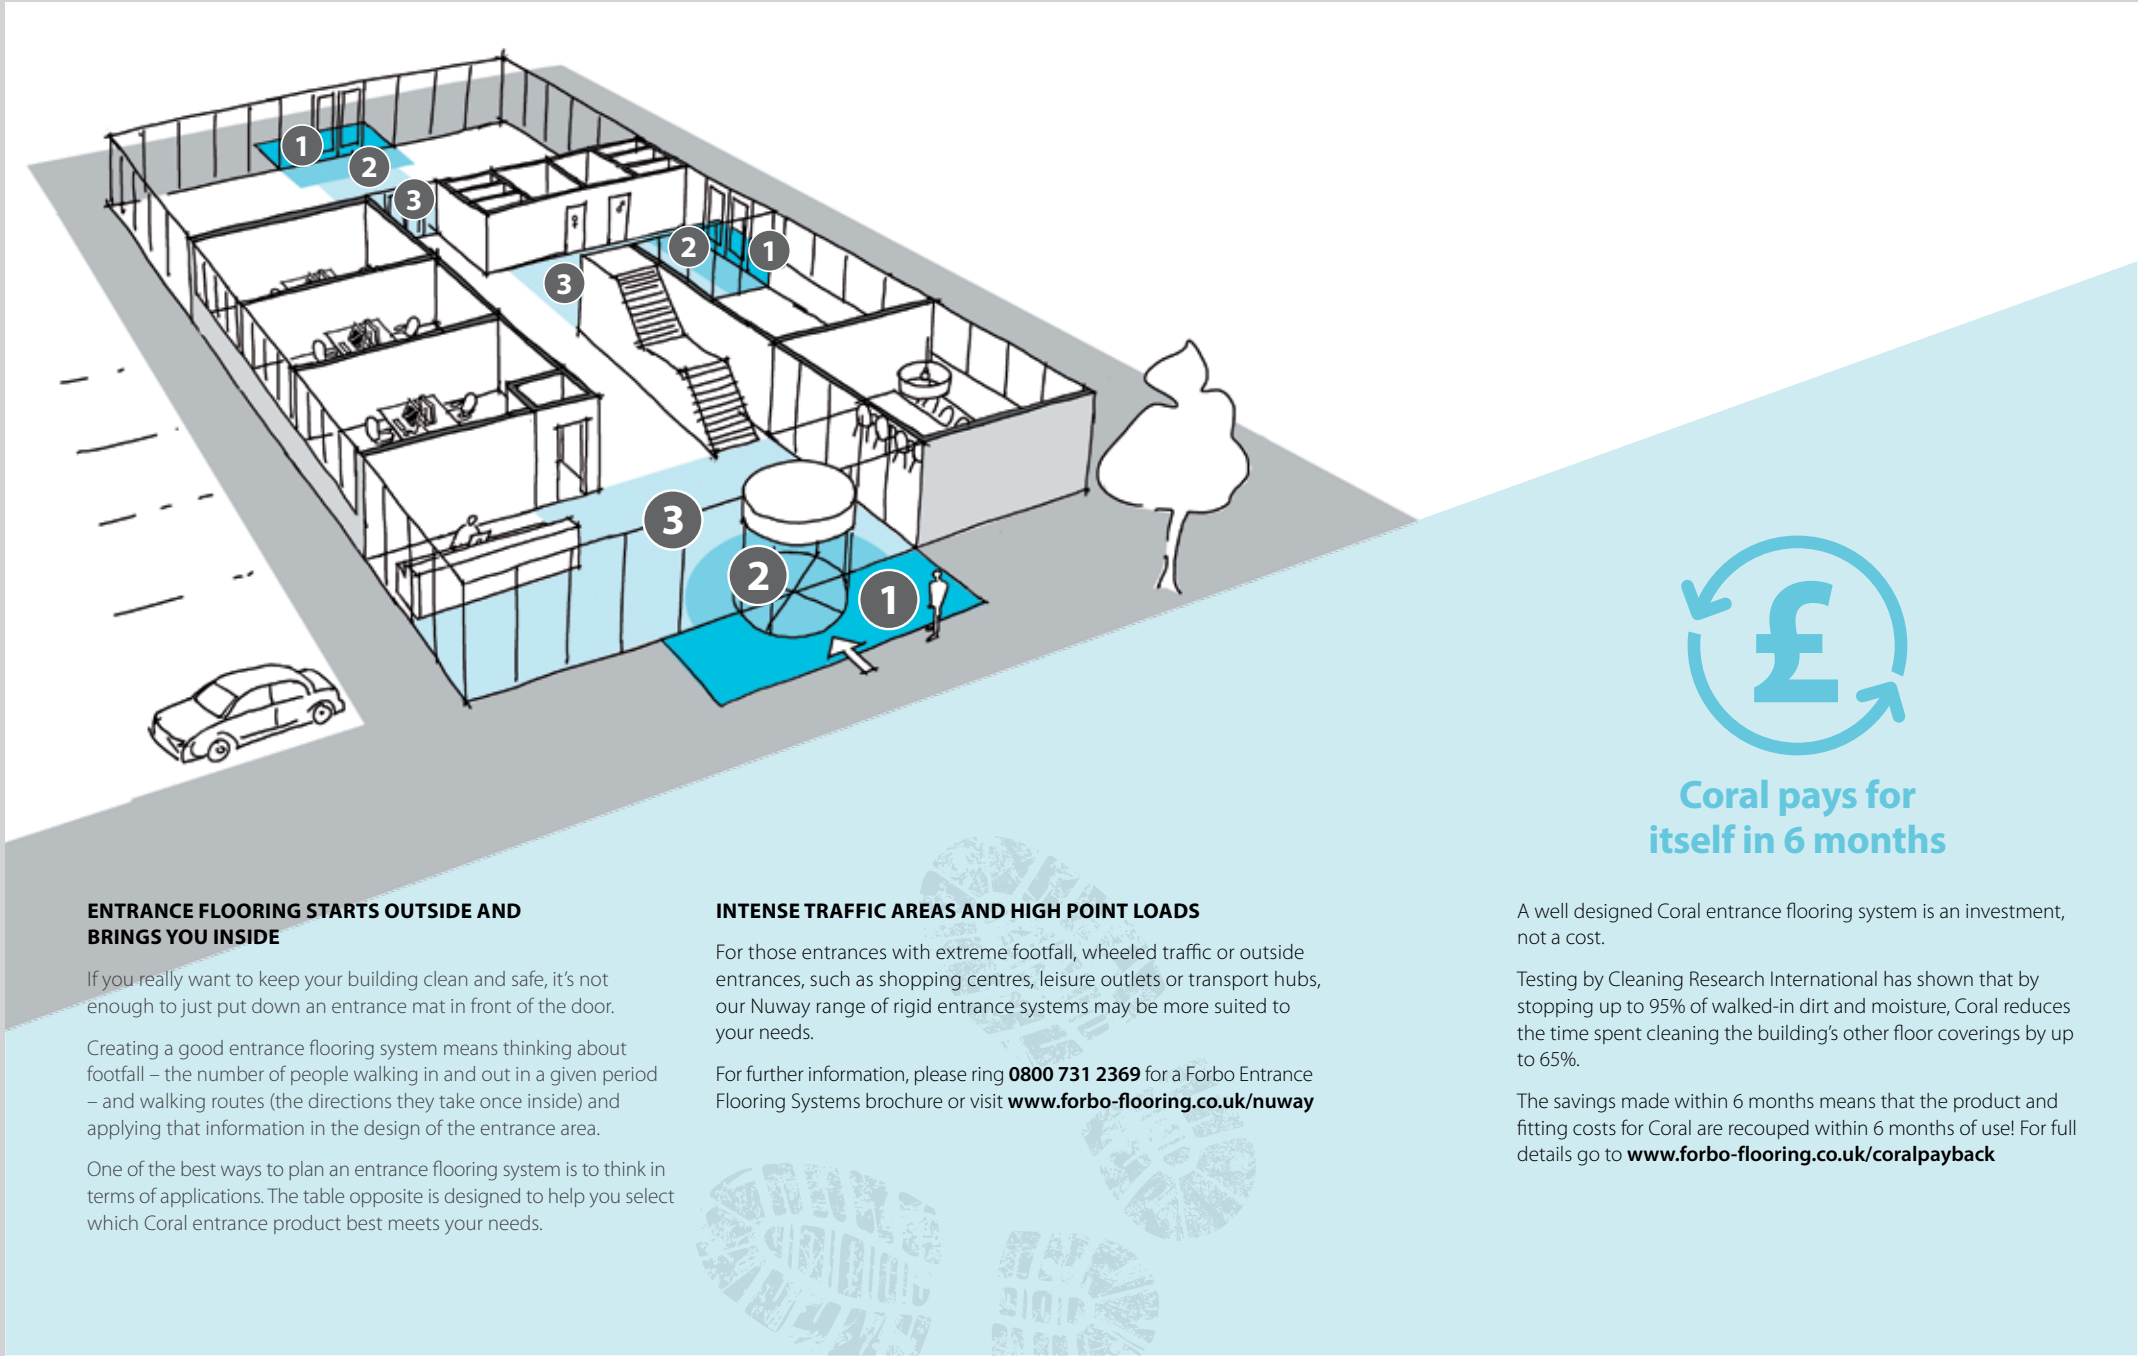 1
2
3
2
1
3
3
2
1
£
Coral pays for
itself in 6 months
ENTRANCE FLOORING STARTS OUTSIDE AND
BRINGS YOU INSIDE
If you really want to keep your building clean and safe, it's not
enough to just put down an entrance mat in front of the door.
Creating a good entrance flooring system means thinking about
footfall – the number of people walking in and out in a given period
– and walking routes (the directions they take once inside) and
applying that information in the design of the entrance area.
One of the best ways to plan an entrance flooring system is to think in
terms of applications. The table opposite is designed to help you select
which Coral entrance product best meets your needs.
INTENSE TRAFFIC AREAS AND HIGH POINT LOADS
For those entrances with extreme footfall, wheeled traffic or outside
entrances, such as shopping centres, leisure outlets or transport hubs,
our Nuway range of rigid entrance systems may be more suited to
your needs.
For further information, please ring 0800 731 2369 for a Forbo Entrance
Flooring Systems brochure or visit www.forbo-flooring.co.uk/nuway
A well designed Coral entrance flooring system is an investment,
not a cost.
Testing by Cleaning Research International has shown that by
stopping up to 95% of walked-in dirt and moisture, Coral reduces
the time spent cleaning the building's other floor coverings by up
to 65%.
The savings made within 6 months means that the product and
fitting costs for Coral are recouped within 6 months of use! For full
details go to www.forbo-flooring.co.uk/coralpayback